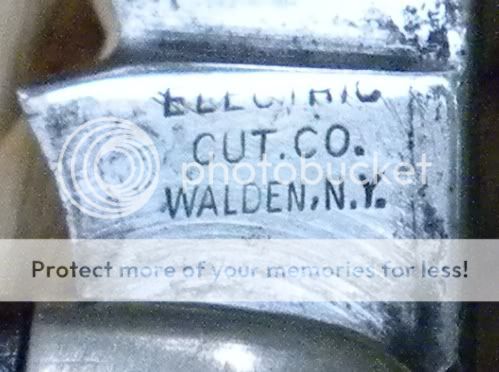 ELECTRIC
CUT. CO.
photobucket
WALDEN, N.Y.
Protect more of your memories for less!